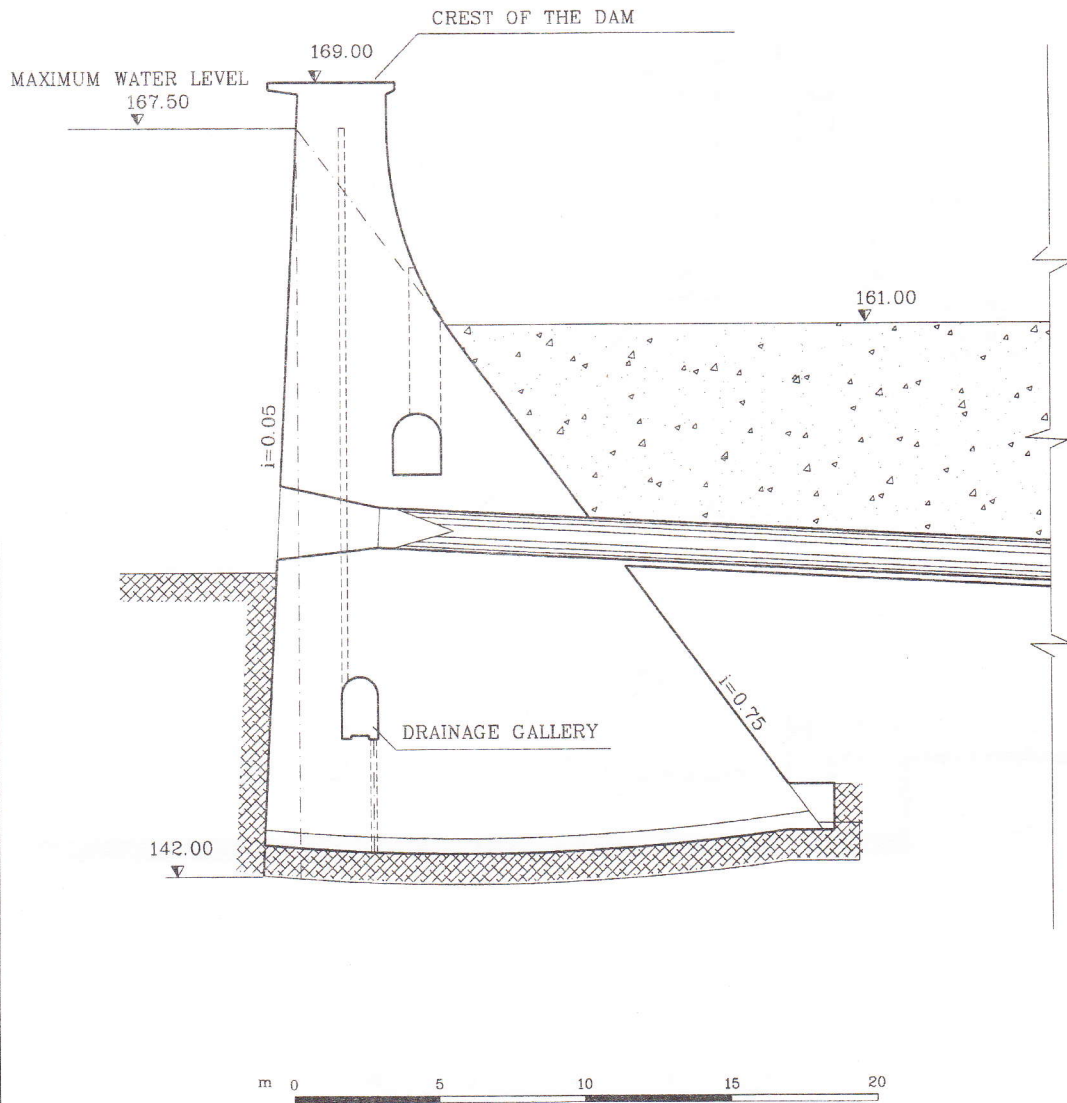 CREST OF THE DAM
169.00
MAXIMUM WATER LEVEL
167.50
161.00
i=0.05
i=0.75
DRAINAGE GALLERY
142.00
m 0 5 10 15 20